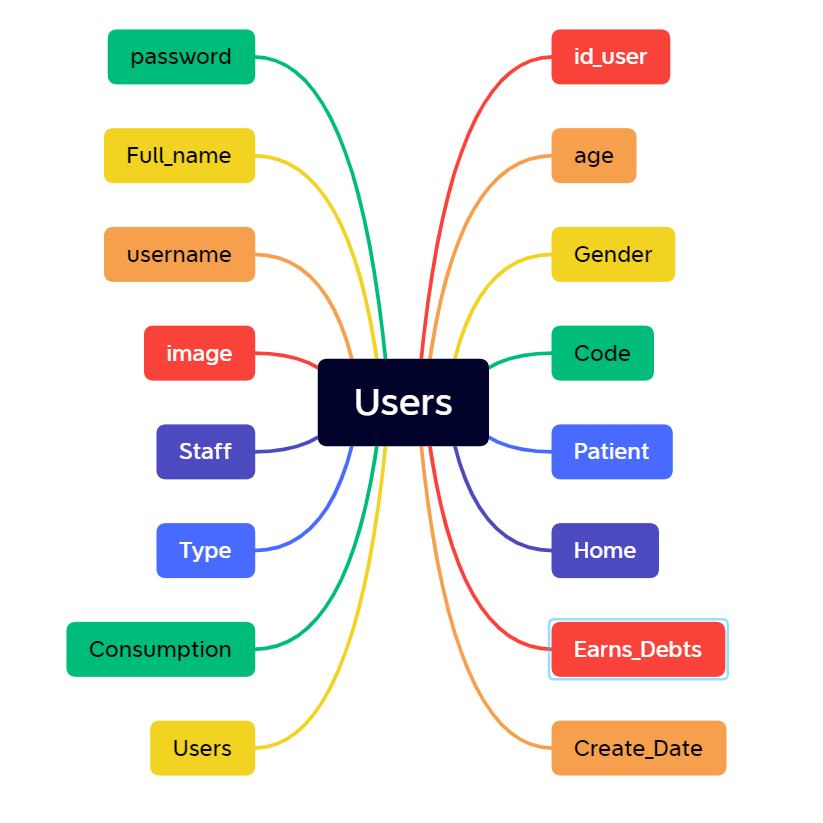 password
id_user
Full_name
age
username
Gender
image
Code
Users
Staff
Patient
Type
Home
Consumption
Earns_Debts
Users
Create_Date